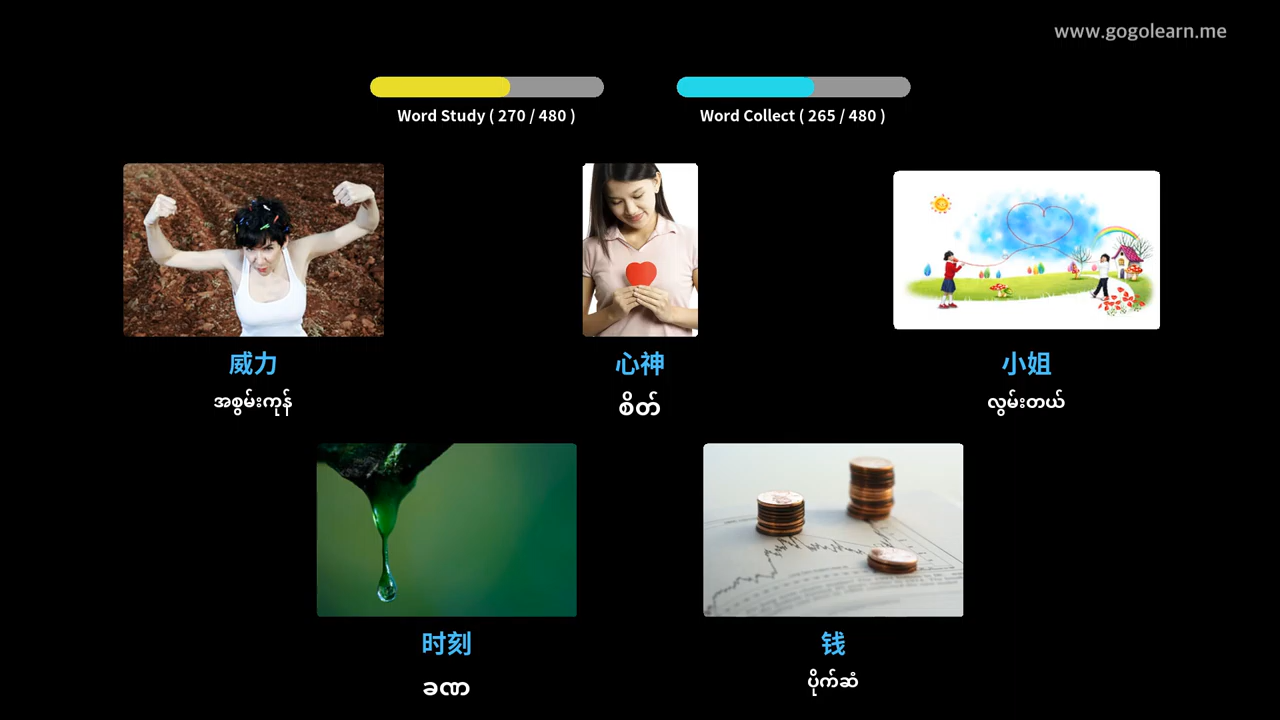 www.gogolearn.me
Word Study ( 270 / 480 )
Word Collect ( 265 / 480 )
威力
အစွမ်းကုန်
心神
စိတ်
小姐
လွမ်းတယ်
时刻
ခဏ
钱
ပိုက်ဆံ